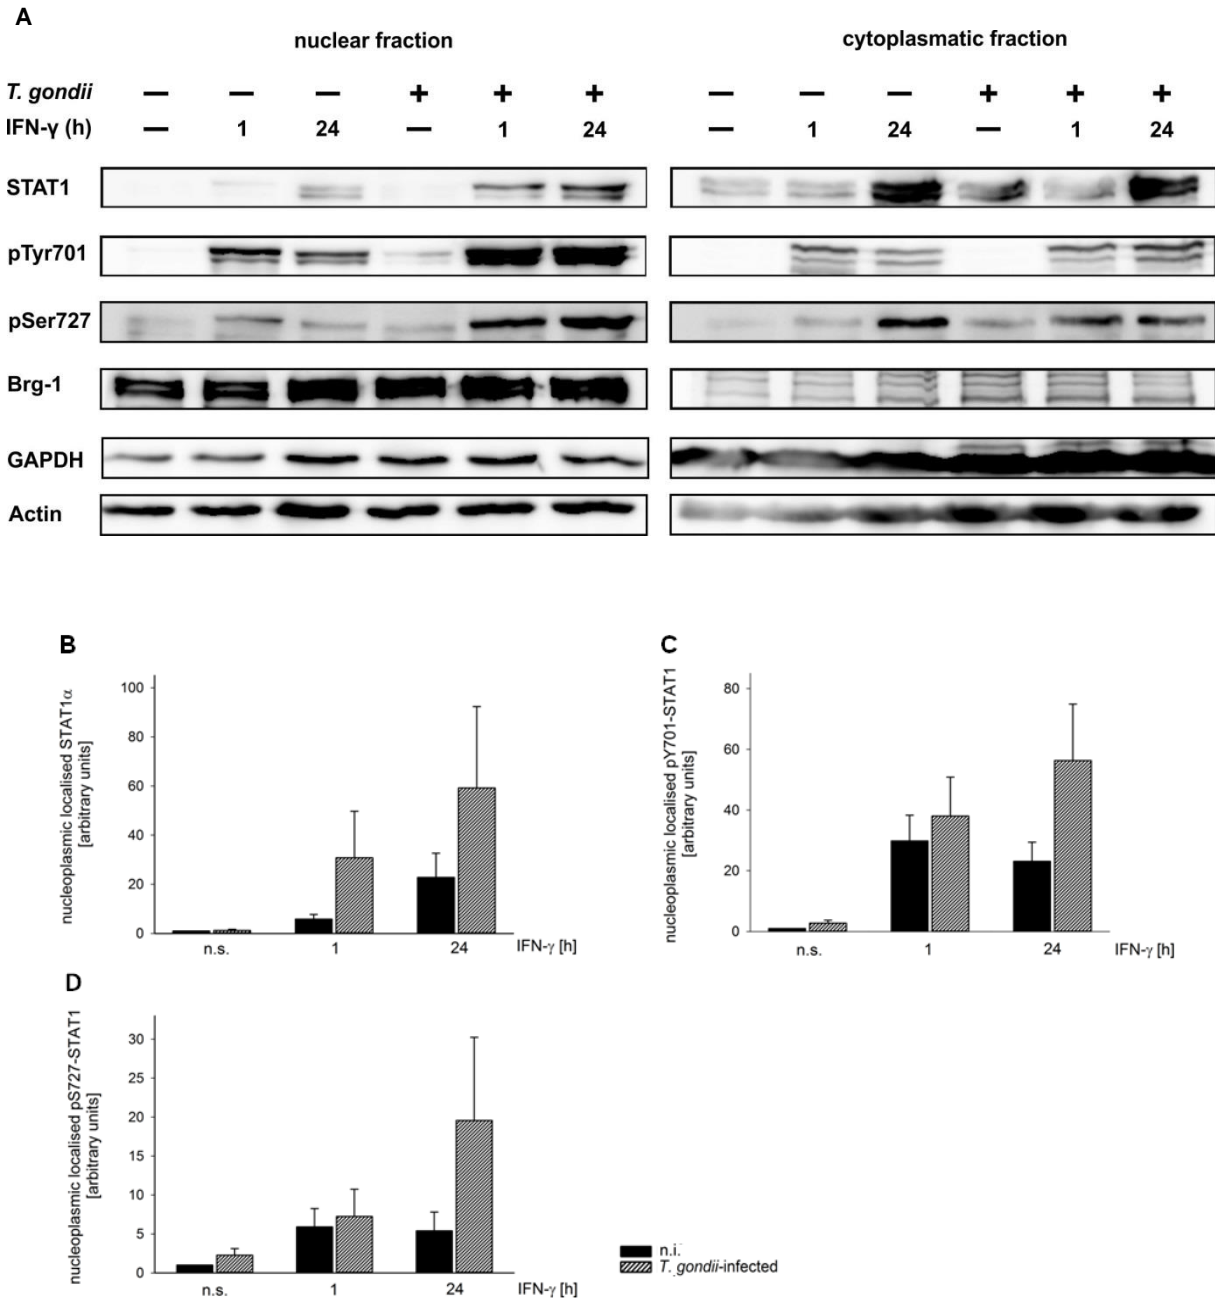 A
nuclear fraction
cytoplasmatic fraction
T. gondii — — — + + + — — — + + +
IFN-γ (h) — 1 24 — 1 24 — 1 24 — 1 24
STAT1
pTyr701
pSer727
Brg-1
GAPDH
Actin
B
nucleoplasmic localised STAT1α
[arbitrary units]
100
80
60
40
20
0
n.s. 1 24 IFN-γ [h]
C
nucleoplasmic localised pY701-STAT1
[arbitrary units]
80
60
40
20
0
n.s. 1 24 IFN-γ [h]
D
nucleoplasmic localised pS727-STAT1
[arbitrary units]
30
25
20
15
10
5
0
n.s. 1 24 IFN-γ [h]
n.i.
T. gondii-infected